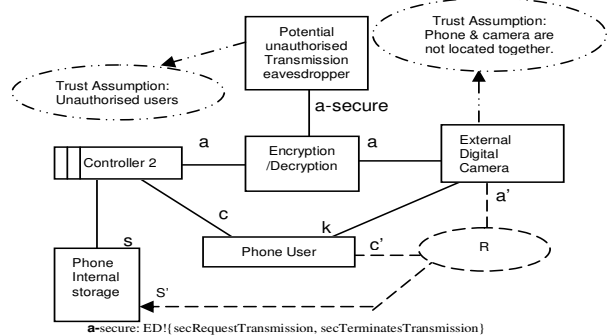 Potential
unauthorised
Transmission
eavesdropper
Trust Assumption:
Phone & camera are
not located together.
Trust Assumption:
Unauthorised users
a-secure
Controller 2
a
Encryption
/Decryption
a
External
Digital
Camera
a'
c
k
s
Phone User
c'
R
Phone
Internal
storage
S'
a-secure: ED!{secRequestTransmission, secTerminatesTransmission}